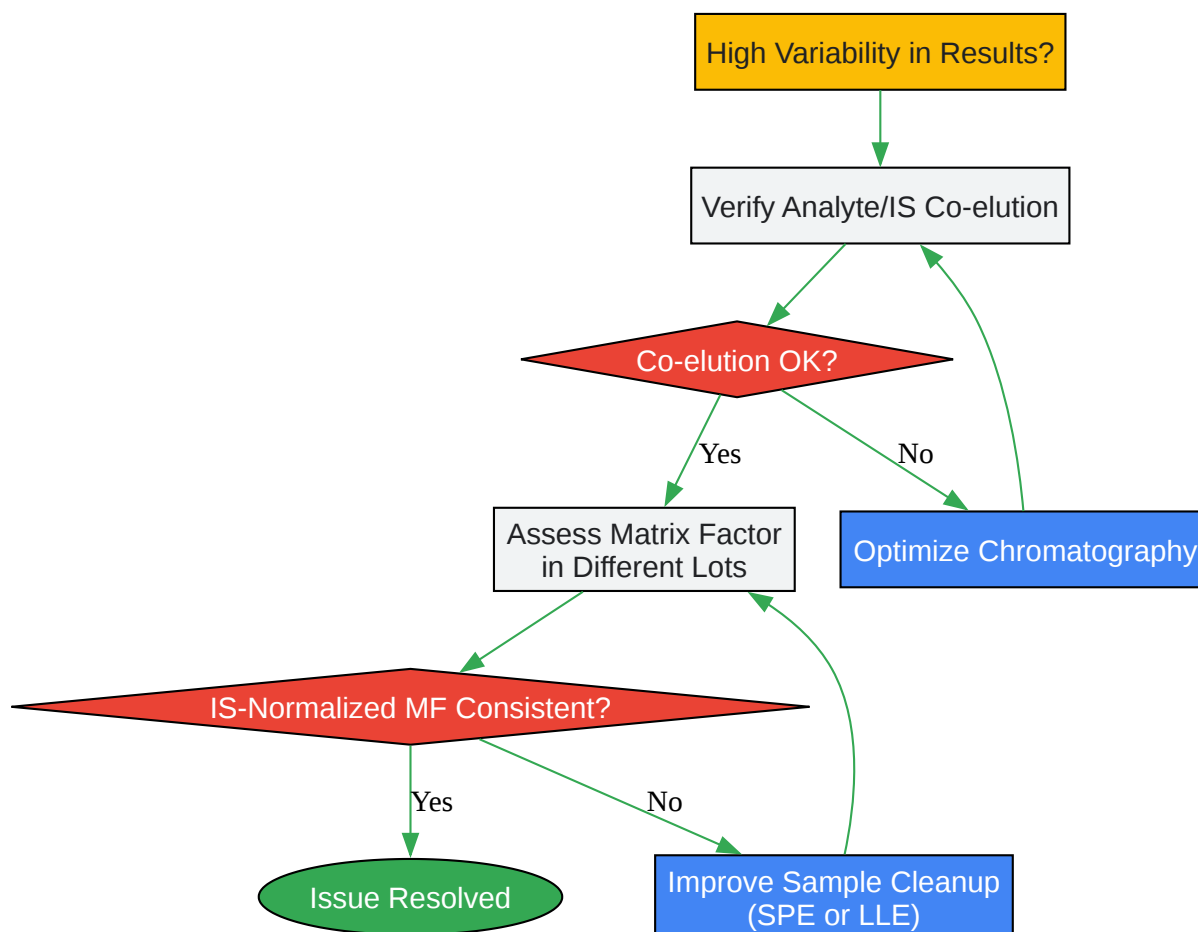 High Variability in Results?
Verify Analyte/IS Co-elution
Co-elution OK?
Yes
No
Assess Matrix Factor
in Different Lots
Optimize Chromatography
IS-Normalized MF Consistent?
Yes
No
Issue Resolved
Improve Sample Cleanup
(SPE or LLE)